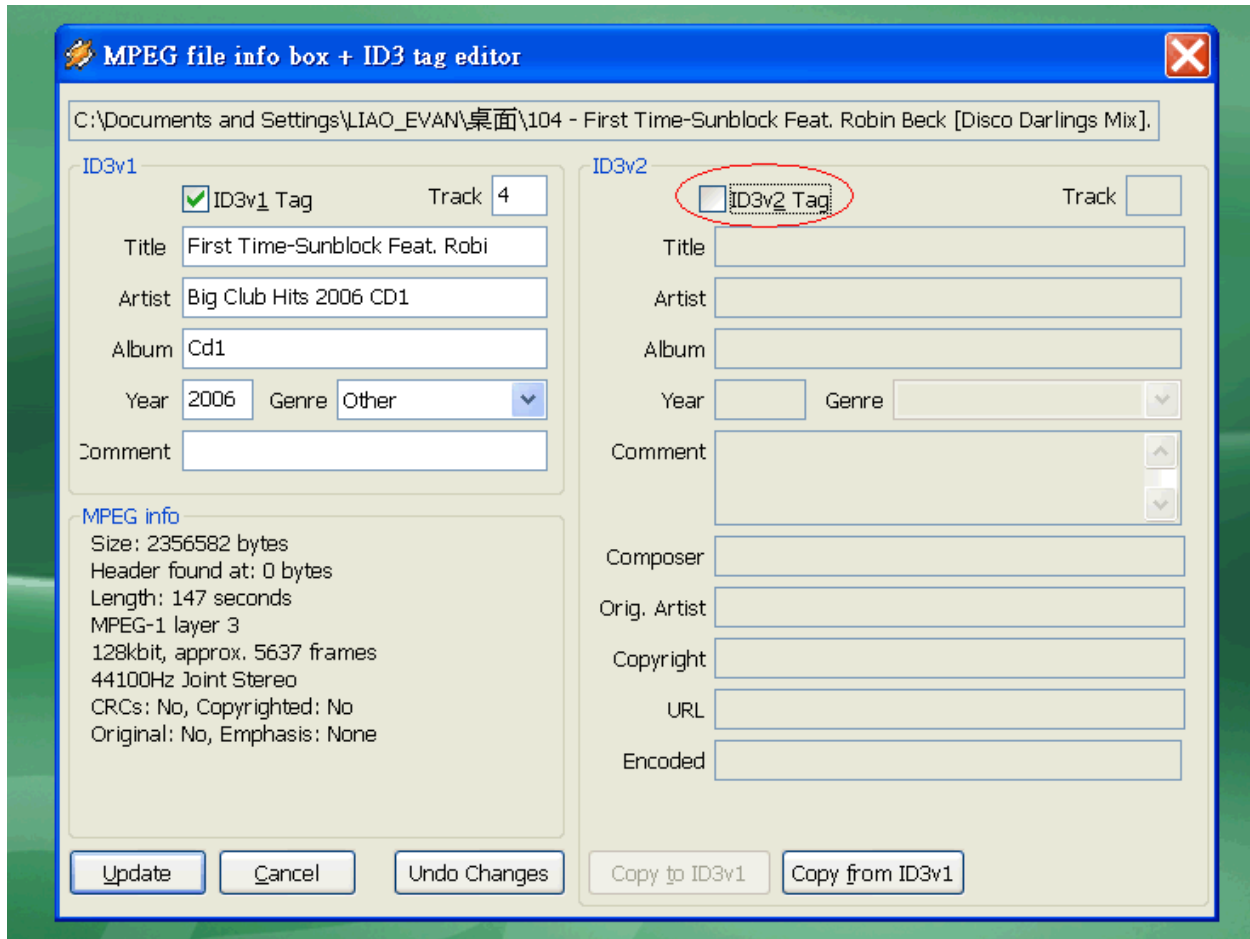 MPEG file info box + ID3 tag editor
C:\Documents and Settings\LIAO_EVAN\桌面\104 - First Time-Sunblock Feat. Robin Beck [Disco Darlings Mix].
ID3v1
ID3v1 Tag
Track 4
Title First Time-Sunblock Feat. Robi
Artist Big Club Hits 2006 CD1
Album Cd1
Year 2006 Genre Other
Comment
MPEG info
Size: 2356582 bytes
Header found at: 0 bytes
Length: 147 seconds
MPEG-1 layer 3
128kbit, approx. 5637 frames
44100Hz Joint Stereo
CRCs: No, Copyrighted: No
Original: No, Emphasis: None
Update Cancel Undo Changes
ID3v2
ID3v2 Tag
Track
Title
Artist
Album
Year Genre
Comment
Composer
Orig. Artist
Copyright
URL
Encoded
Copy to ID3v1 Copy from ID3v1